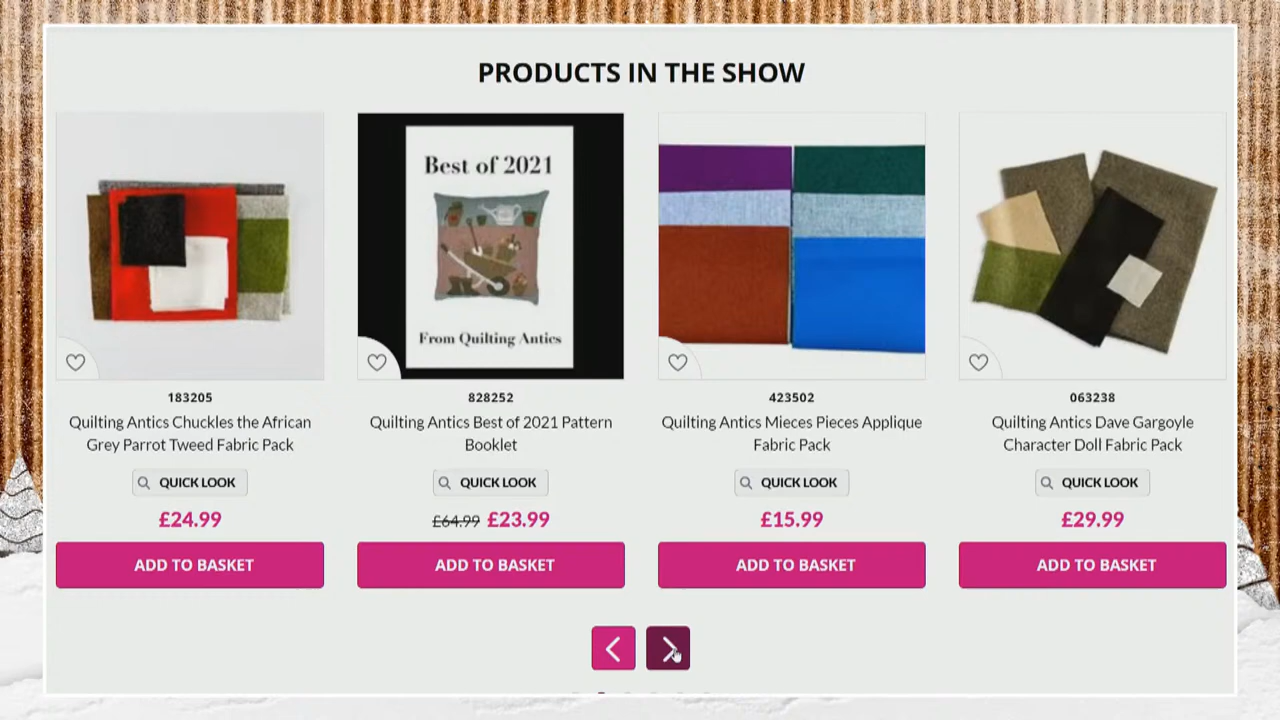 PRODUCTS IN THE SHOW
Best of 2021
From Quilting Antics
183205
Quilting Antics Chuckles the African
Grey Parrot Tweed Fabric Pack
QUICK LOOK
£24.99
ADD TO BASKET
828252
Quilting Antics Best of 2021 Pattern
Booklet
QUICK LOOK
£64.99 £23.99
ADD TO BASKET
423502
Quilting Antics Mieces Pieces Applique
Fabric Pack
QUICK LOOK
£15.99
ADD TO BASKET
063238
Quilting Antics Dave Gargoyle
Character Doll Fabric Pack
QUICK LOOK
£29.99
ADD TO BASKET